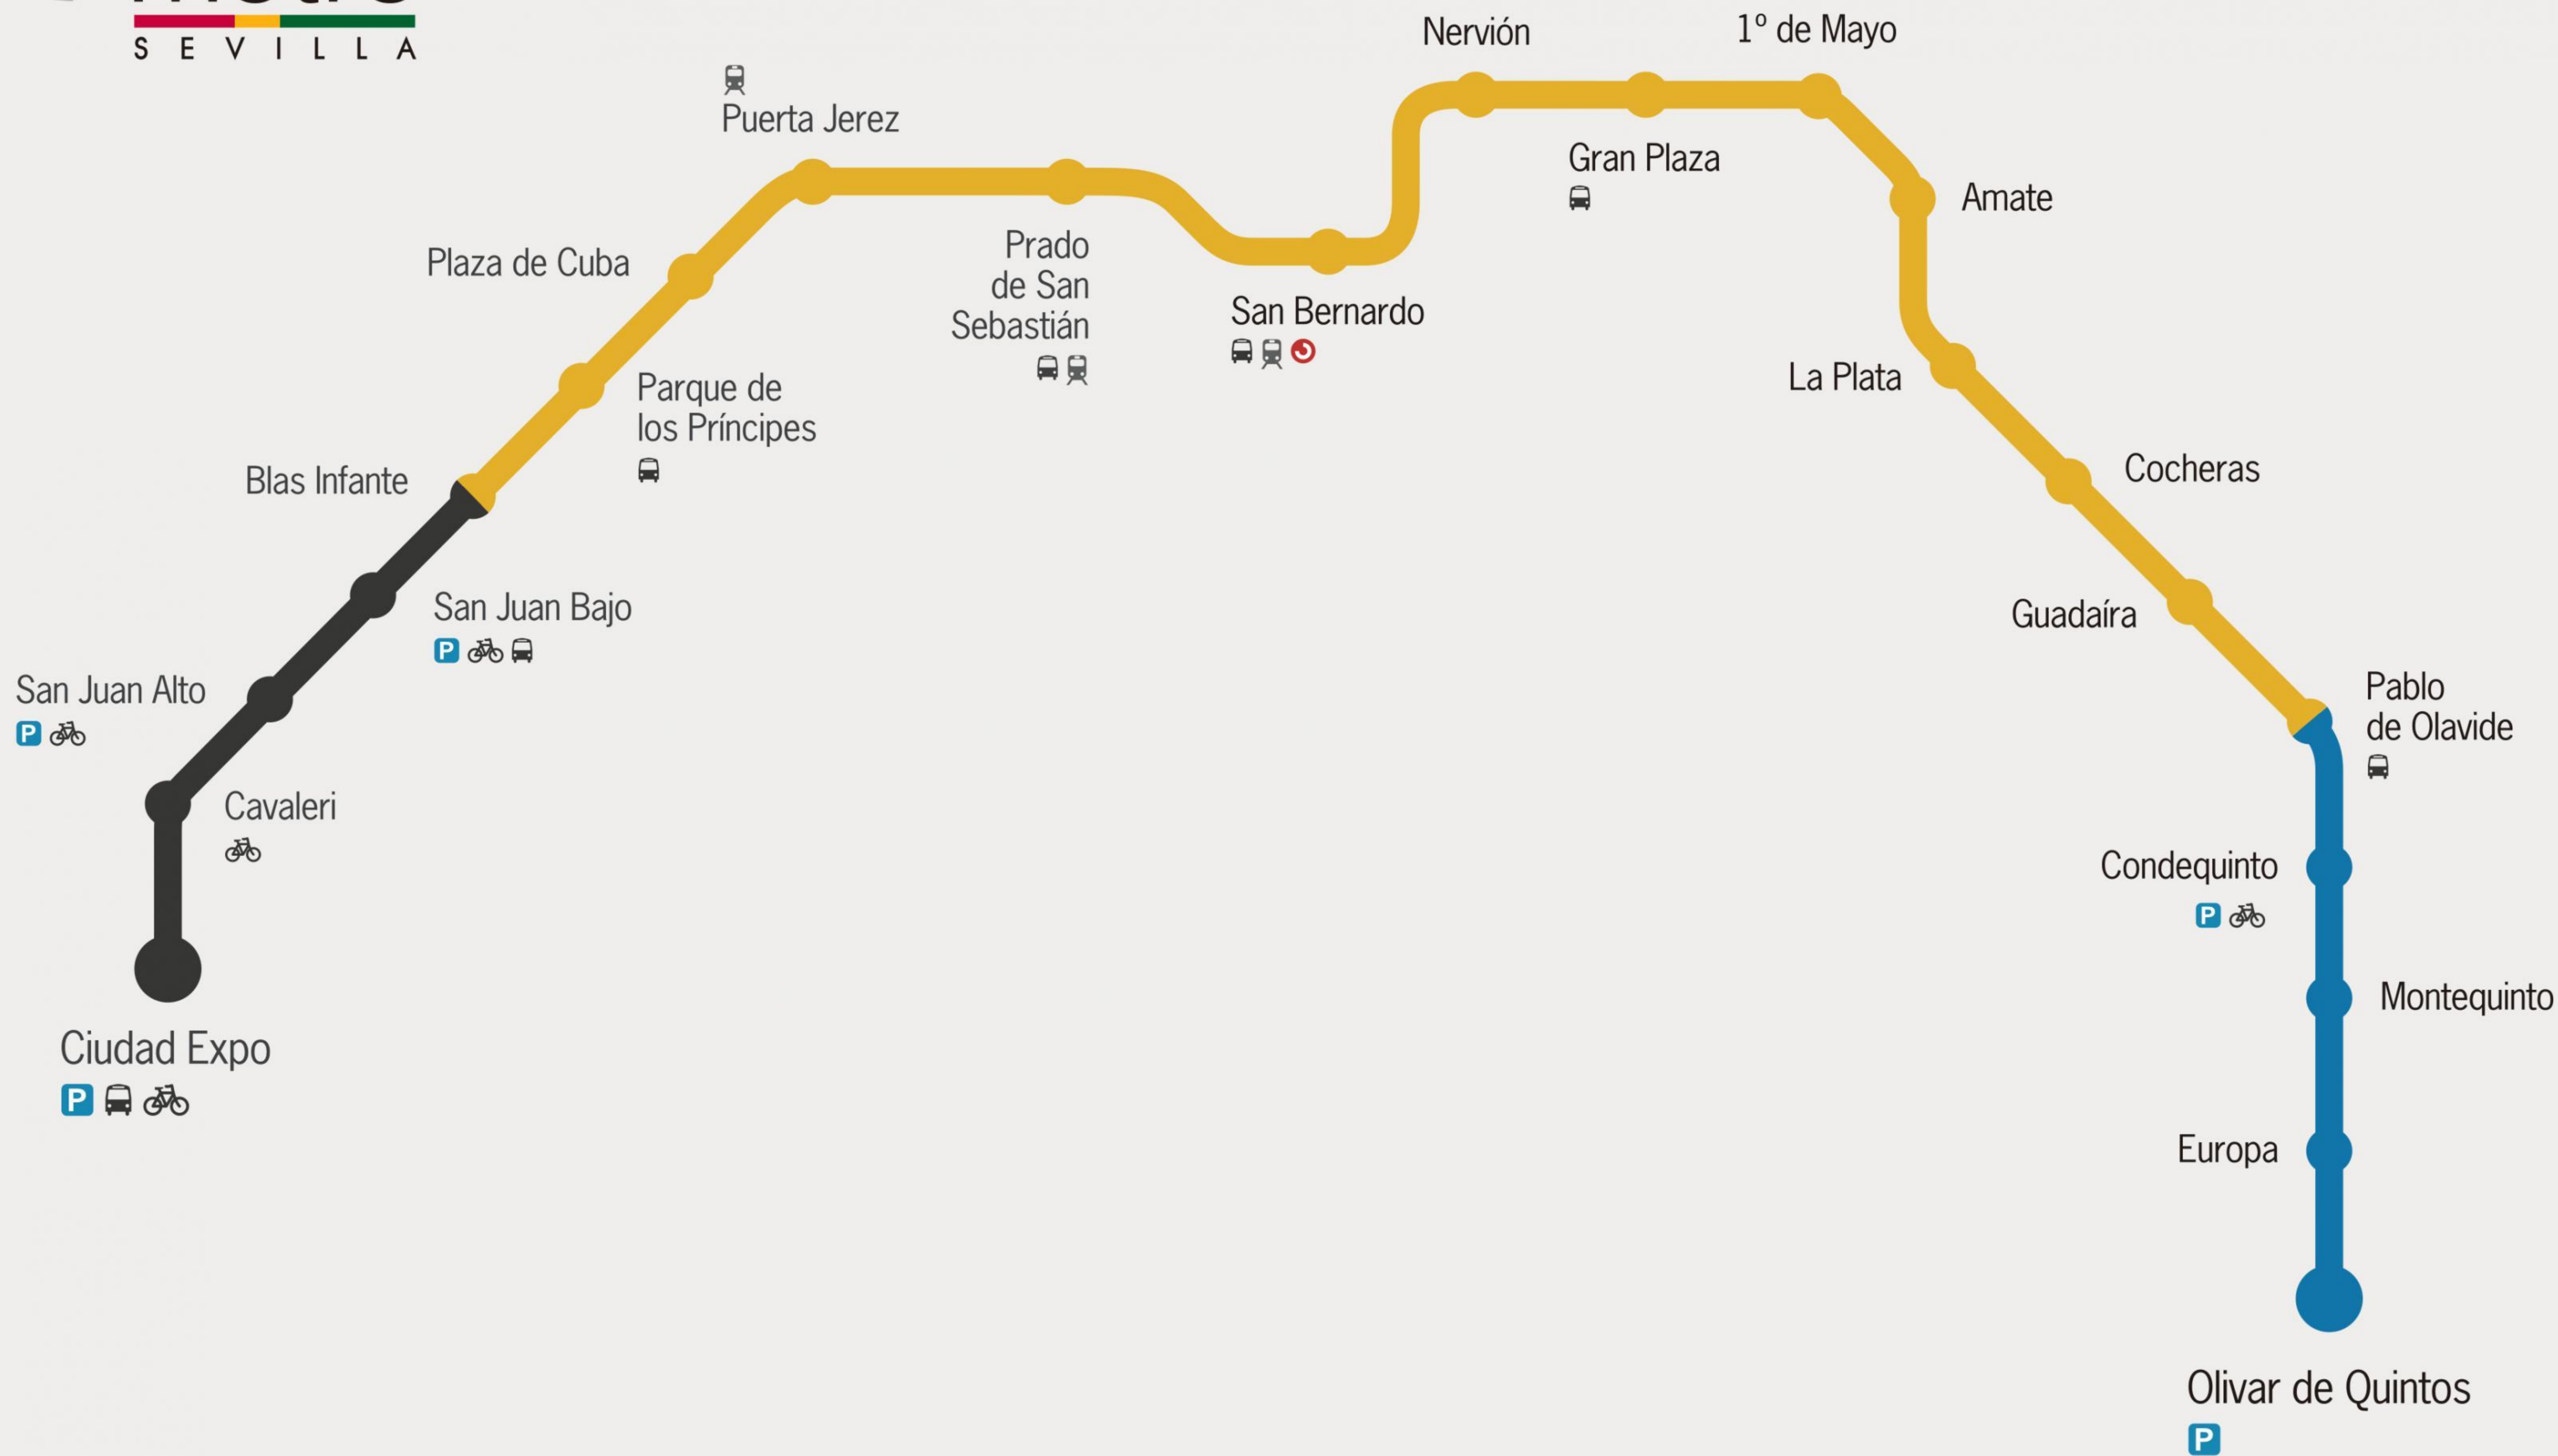 SEVILLA
Nervión
1º de Mayo
Puerta Jerez
Gran Plaza
Amate
Plaza de Cuba
Prado
de San
Sebastián
San Bernardo
La Plata
Parque de
los Príncipes
Blas Infante
Cocheras
San Juan Bajo
P
Guadaíra
San Juan Alto
P
Pablo
de Olavide
Cavaleri
Condequinto
P
Montequinto
Ciudad Expo
P
Europa
Olivar de Quintos
P